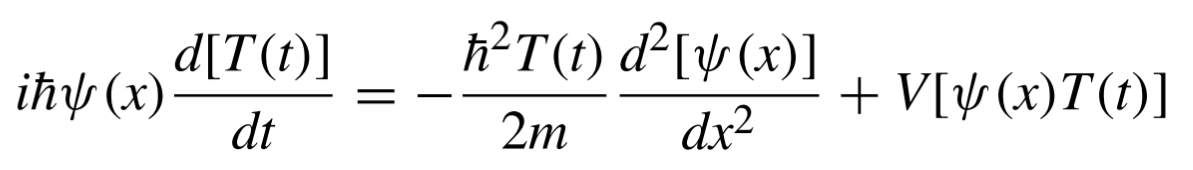 iħψ(x) d[T(t)]/dt = − ħ²T(t)/2m d²[ψ(x)]/dx² + V[ψ(x)T(t)]